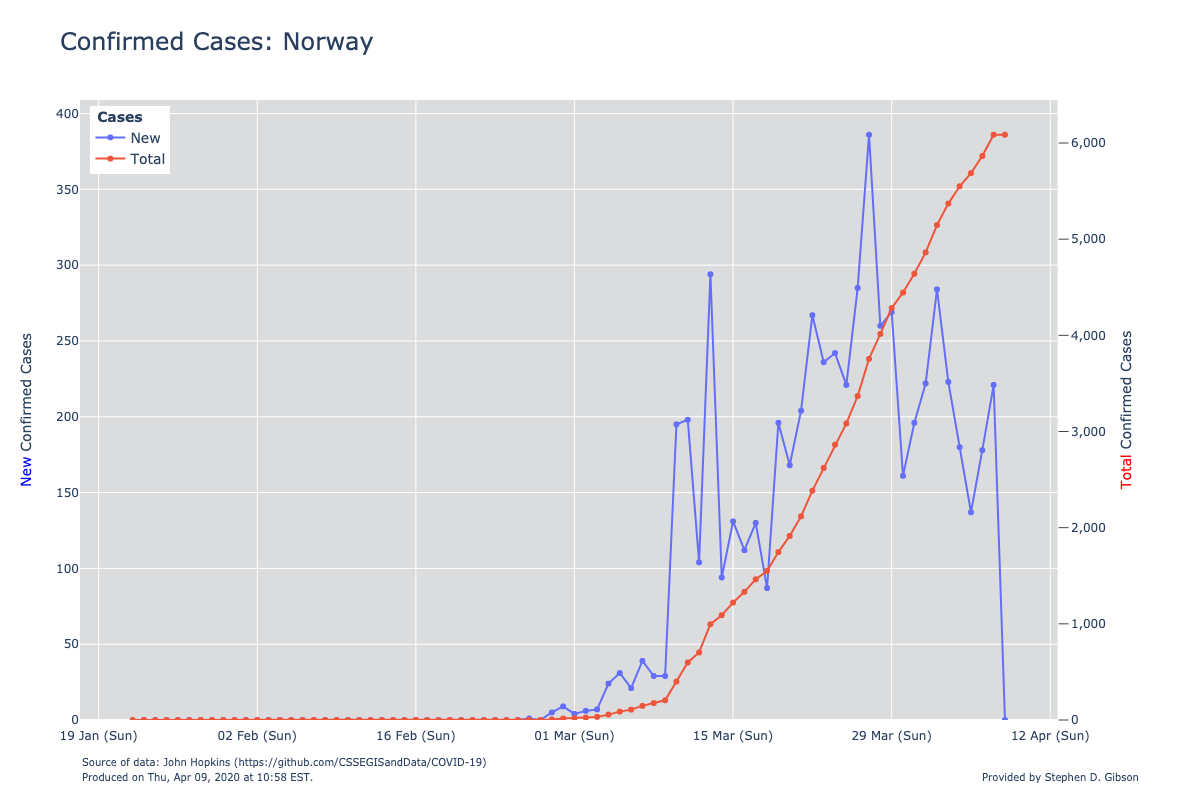 Confirmed Cases: Norway
Cases
New
Total
400
350
300
250
200
150
100
50
0
6,000
5,000
4,000
3,000
2,000
1,000
0
New Confirmed Cases
Total Confirmed Cases
19 Jan (Sun) 02 Feb (Sun) 16 Feb (Sun) 01 Mar (Sun) 15 Mar (Sun) 29 Mar (Sun) 12 Apr (Sun)
Source of data: John Hopkins (https://github.com/CSSEGISandData/COVID-19)
Produced on Thu, Apr 09, 2020 at 10:58 EST.
Provided by Stephen D. Gibson